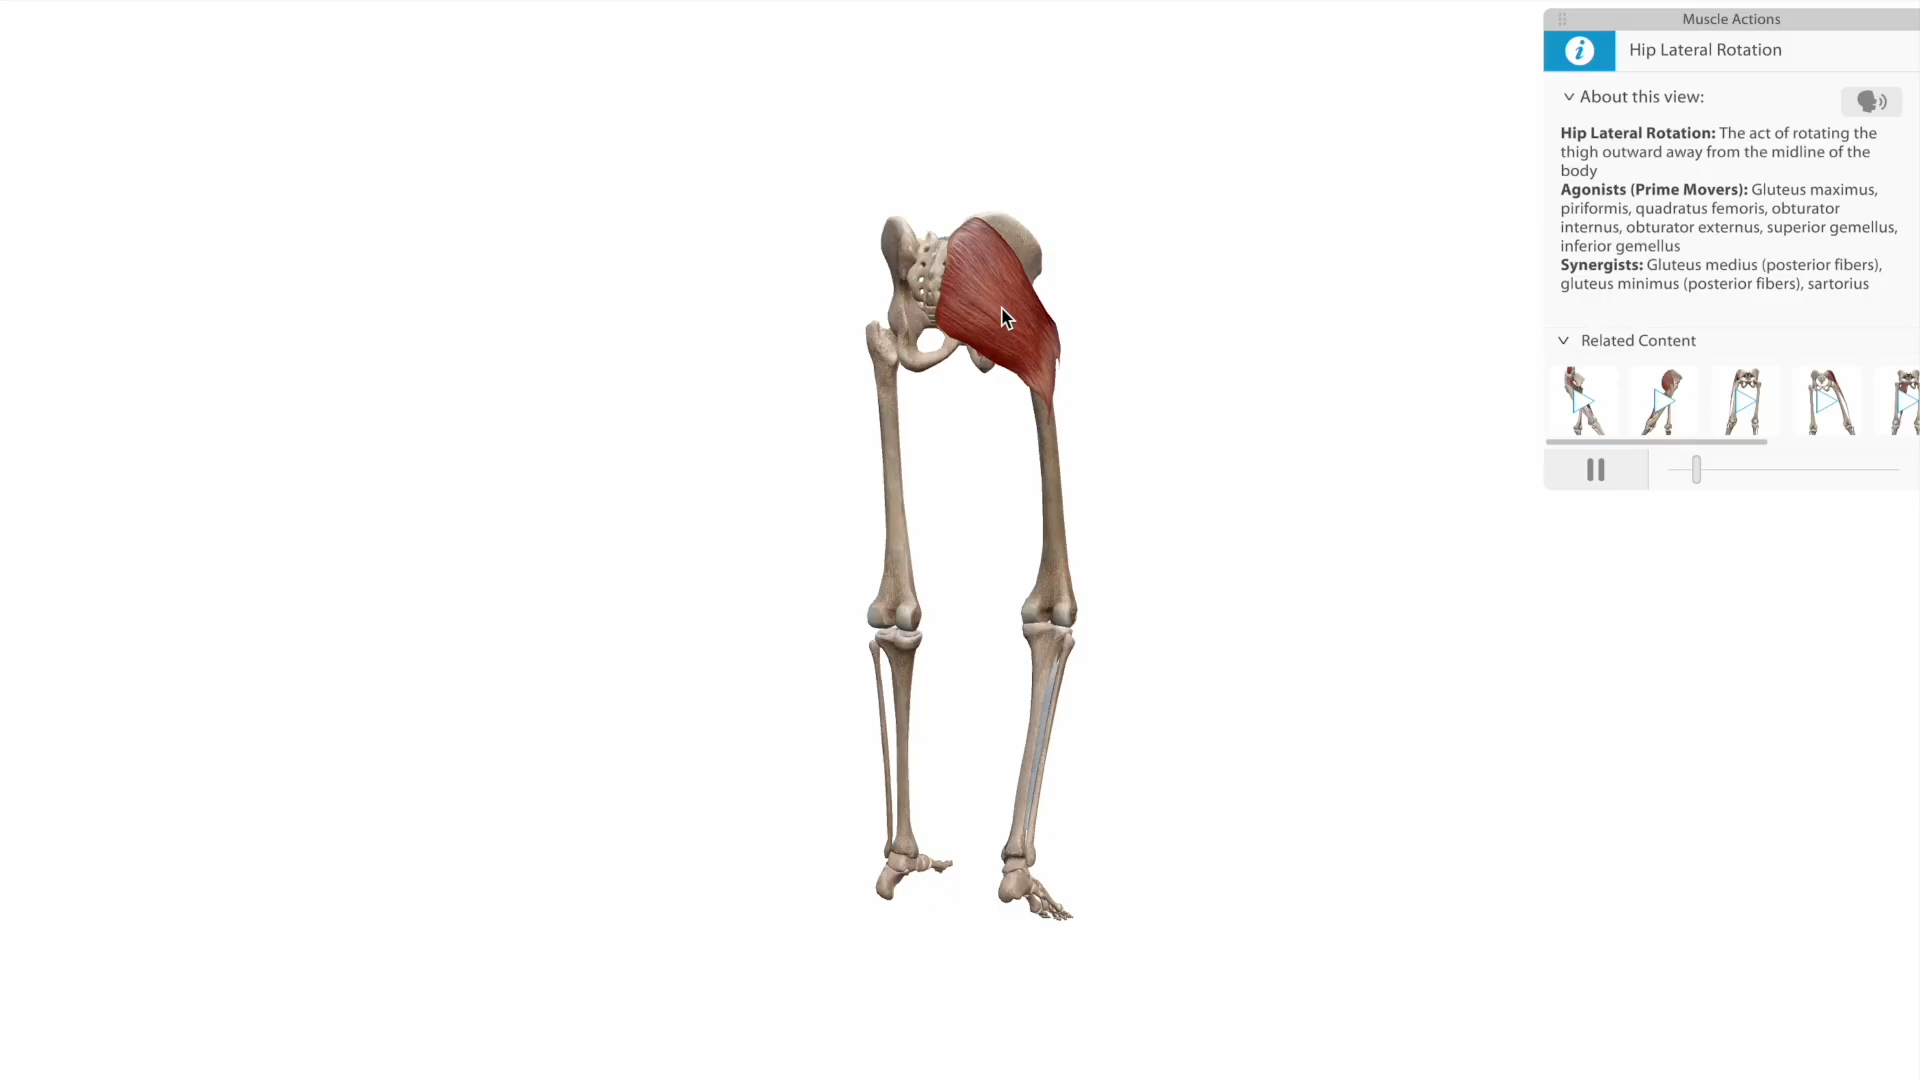 Muscle Actions
Hip Lateral Rotation
About this view:
Hip Lateral Rotation: The act of rotating the
thigh outward away from the midline of the
body
Agonists (Prime Movers): Gluteus maximus,
piriformis, quadratus femoris, obturator
internus, obturator externus, superior gemellus,
inferior gemellus
Synergists: Gluteus medius (posterior fibers),
gluteus minimus (posterior fibers), sartorius
Related Content